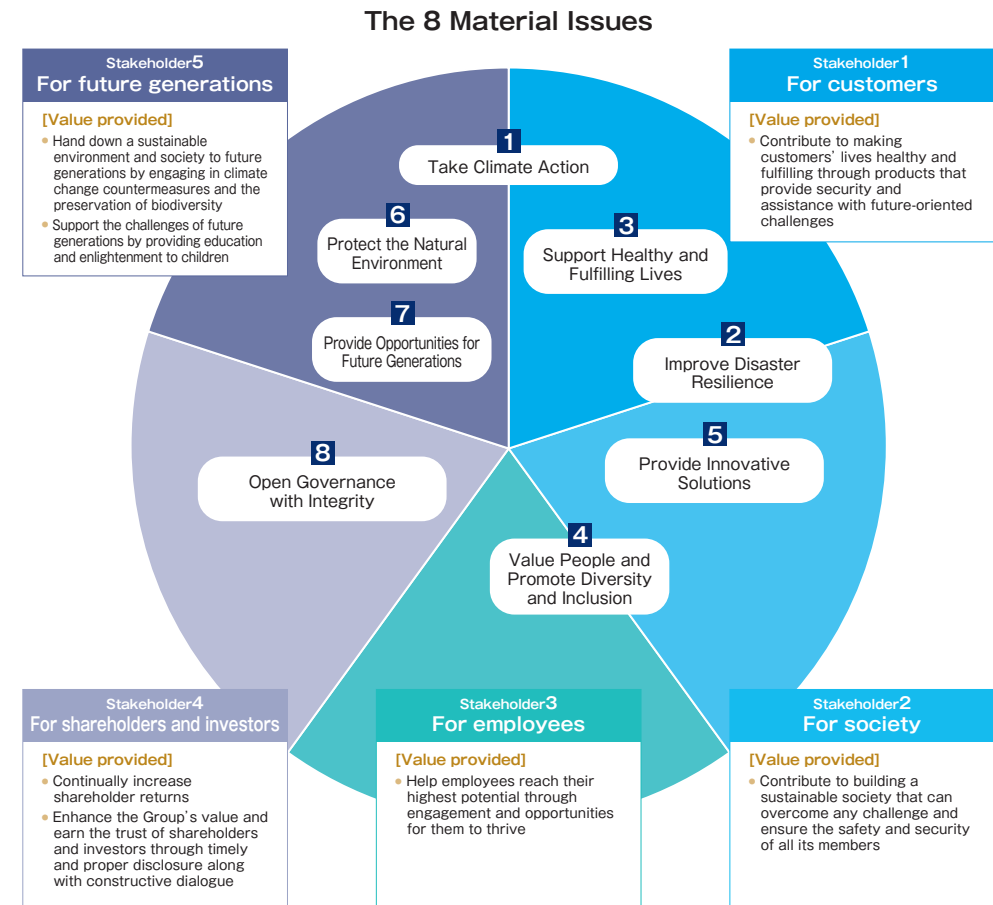 The 8 Material Issues
Stakeholder5
For future generations
[Value provided]
• Hand down a sustainable
environment and society to future
generations by engaging in climate
change countermeasures and the
preservation of biodiversity
• Support the challenges of future
generations by providing education
and enlightenment to children
Stakeholder1
For customers
[Value provided]
• Contribute to making
customers' lives healthy and
fulfilling through products that
provide security and
assistance with future-oriented
challenges
1
Take Climate Action
6
Protect the Natural
Environment
3
Support Healthy and
Fulfilling Lives
7
Provide Opportunities for
Future Generations
2
Improve Disaster
Resilience
8
Open Governance
with Integrity
5
Provide Innovative
Solutions
4
Value People and
Promote Diversity
and Inclusion
Stakeholder4
For shareholders and investors
[Value provided]
• Continually increase
shareholder returns
• Enhance the Group's value and
earn the trust of shareholders
and investors through timely
and proper disclosure along
with constructive dialogue
Stakeholder3
For employees
[Value provided]
• Help employees reach their
highest potential through
engagement and opportunities
for them to thrive
Stakeholder2
For society
[Value provided]
• Contribute to building a
sustainable society that can
overcome any challenge and
ensure the safety and security
of all its members